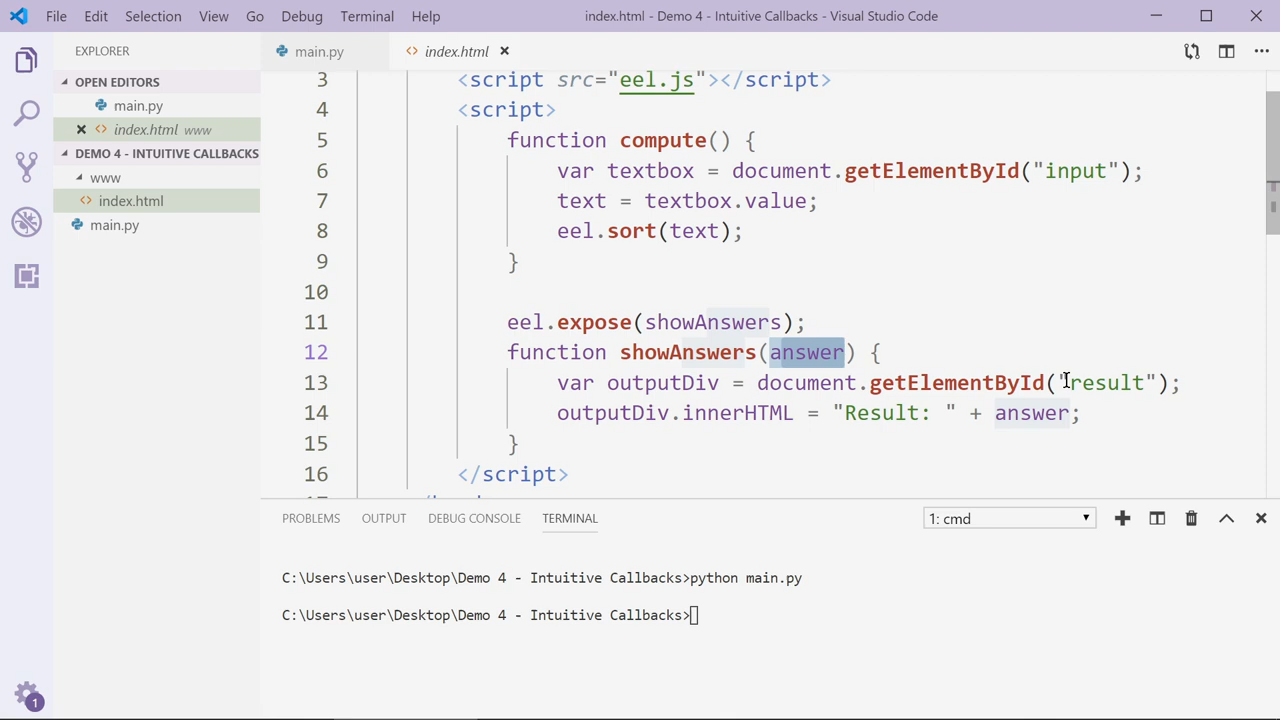 File Edit Selection View Go Debug Terminal Help index.html - Demo 4 - Intuitive Callbacks - Visual Studio Code
EXPLORER
main.py index.html
OPEN EDITORS
main.py
index.html www
DEMO 4 - INTUITIVE CALLBACKS
www
index.html
main.py
3 <script src="eel.js"></script>
4 <script>
5 function compute() {
6 var textbox = document.getElementById("input");
7 text = textbox.value;
8 eel.sort(text);
9 }
10
11 eel.expose(showAnswers);
12 function showAnswers(answer) {
13 var outputDiv = document.getElementById("result");
14 outputDiv.innerHTML = "Result: " + answer;
15 }
16 </script>
PROBLEMS OUTPUT DEBUG CONSOLE TERMINAL 1: cmd
C:\Users\user\Desktop\Demo 4 - Intuitive Callbacks>python main.py
C:\Users\user\Desktop\Demo 4 - Intuitive Callbacks>
1